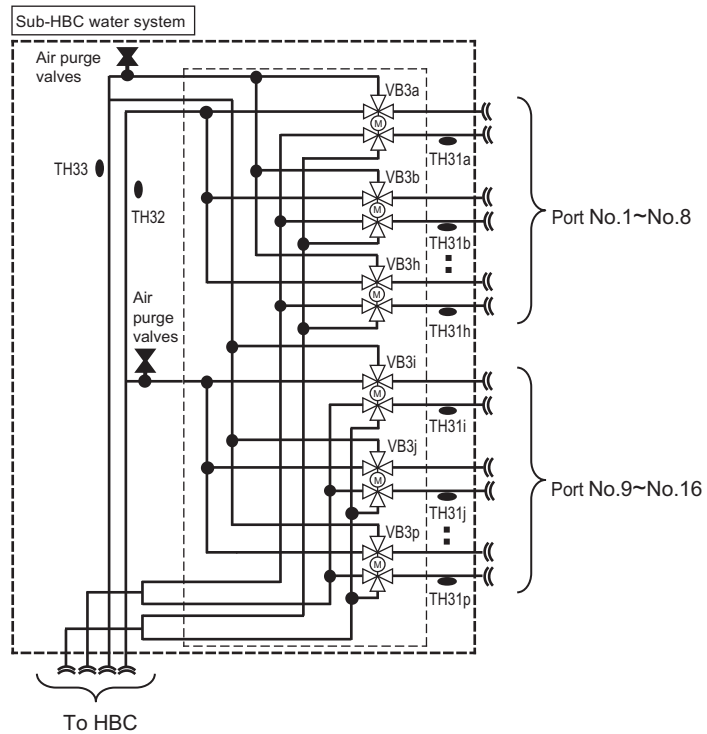 Sub-HBC water system
Air purge
valves
VB3a
M
TH31a
TH33
TH32
VB3b
M
TH31b
Port No.1~No.8
VB3h
M
TH31h
Air
purge
valves
VB3i
M
TH31i
VB3j
M
TH31j
Port No.9~No.16
VB3p
M
TH31p
To HBC